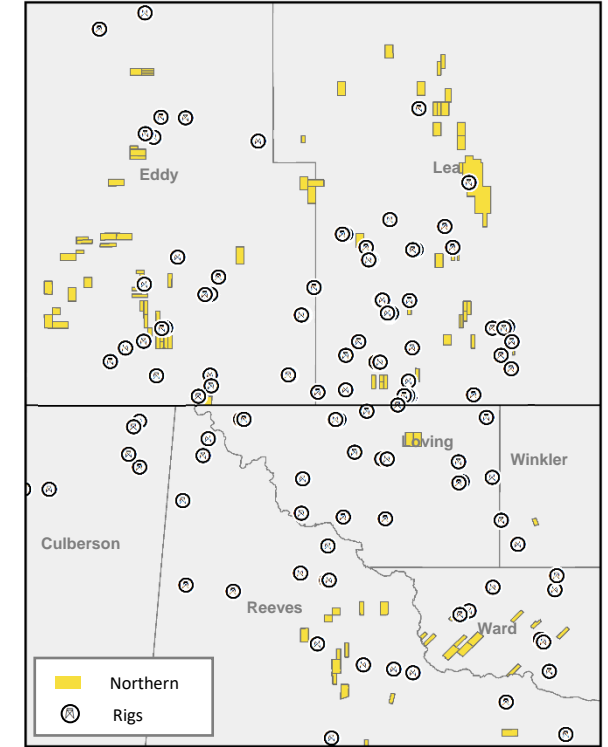 Lea
Eddy
Loving
Winkler
Culberson
Reeves
Ward
Northern
Rigs